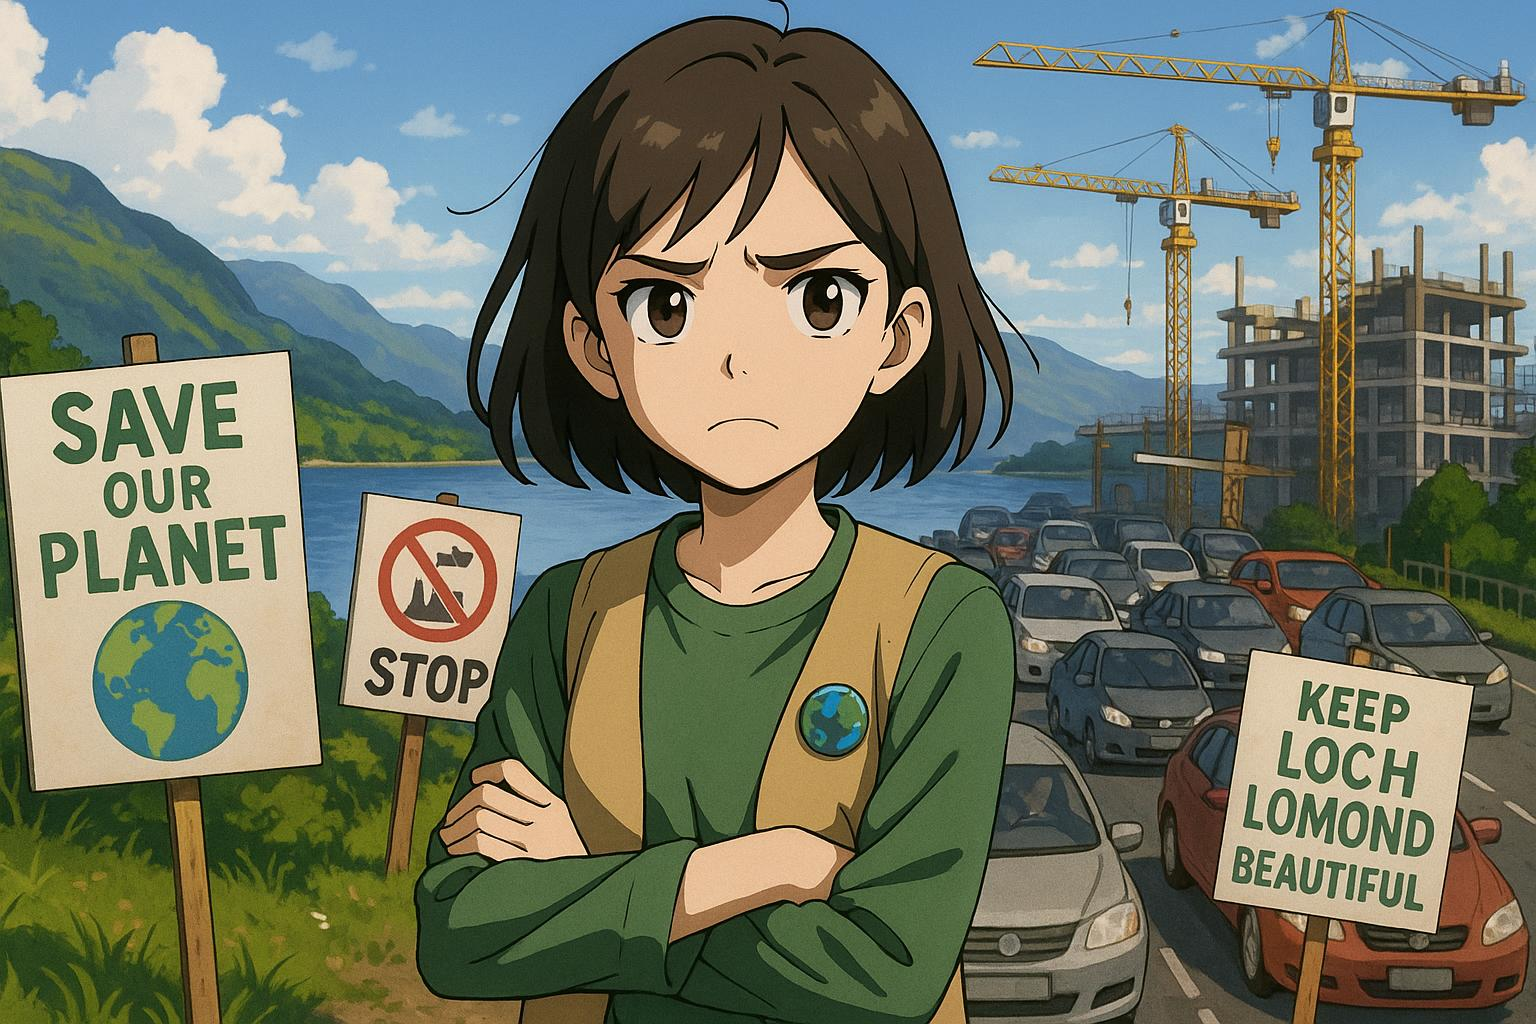 SAVE
OUR
PLANET
STOP
KEEP
LOCH
LOMOND
BEAUTIFUL